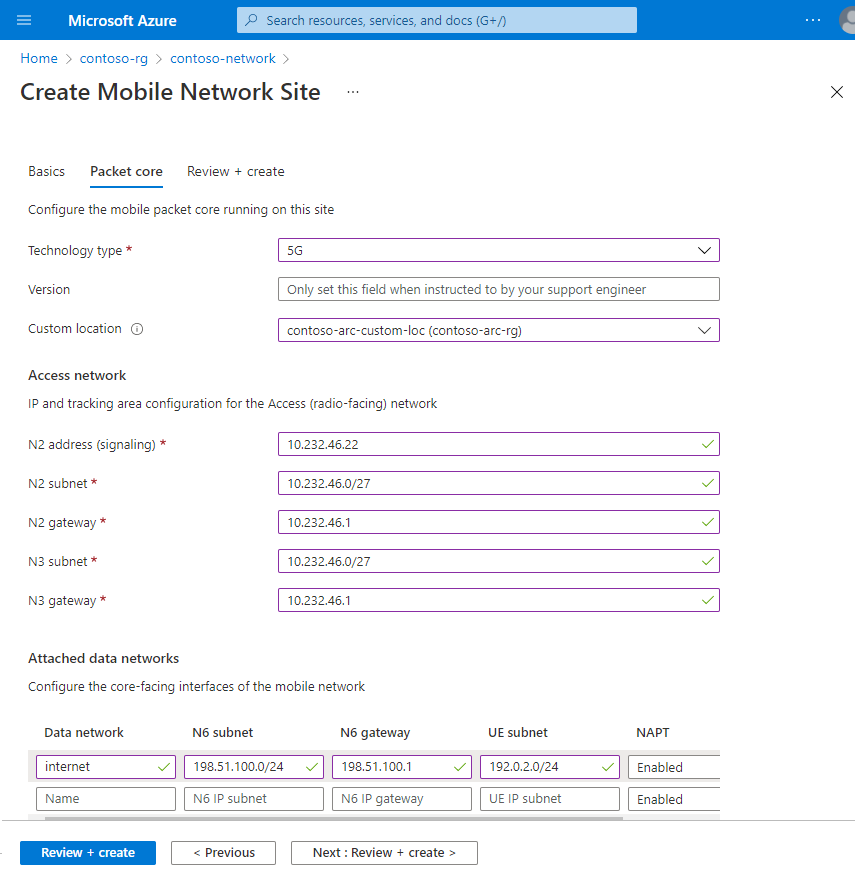 Microsoft Azure
Search resources, services, and docs (G+/)
...
Home > contoso-rg > contoso-network >
Create Mobile Network Site ...
Basics Packet core Review + create
Configure the mobile packet core running on this site
Technology type * 5G
Version Only set this field when instructed to by your support engineer
Custom location contoso-arc-custom-loc (contoso-arc-rg)
Access network
IP and tracking area configuration for the Access (radio-facing) network
N2 address (signaling) * 10.232.46.22
N2 subnet * 10.232.46.0/27
N2 gateway * 10.232.46.1
N3 subnet * 10.232.46.0/27
N3 gateway * 10.232.46.1
Attached data networks
Configure the core-facing interfaces of the mobile network
Data network N6 subnet N6 gateway UE subnet NAPT
internet 198.51.100.0/24 198.51.100.1 192.0.2.0/24 Enabled
Name N6 IP subnet N6 IP gateway UE IP subnet Enabled
Review + create < Previous Next : Review + create >